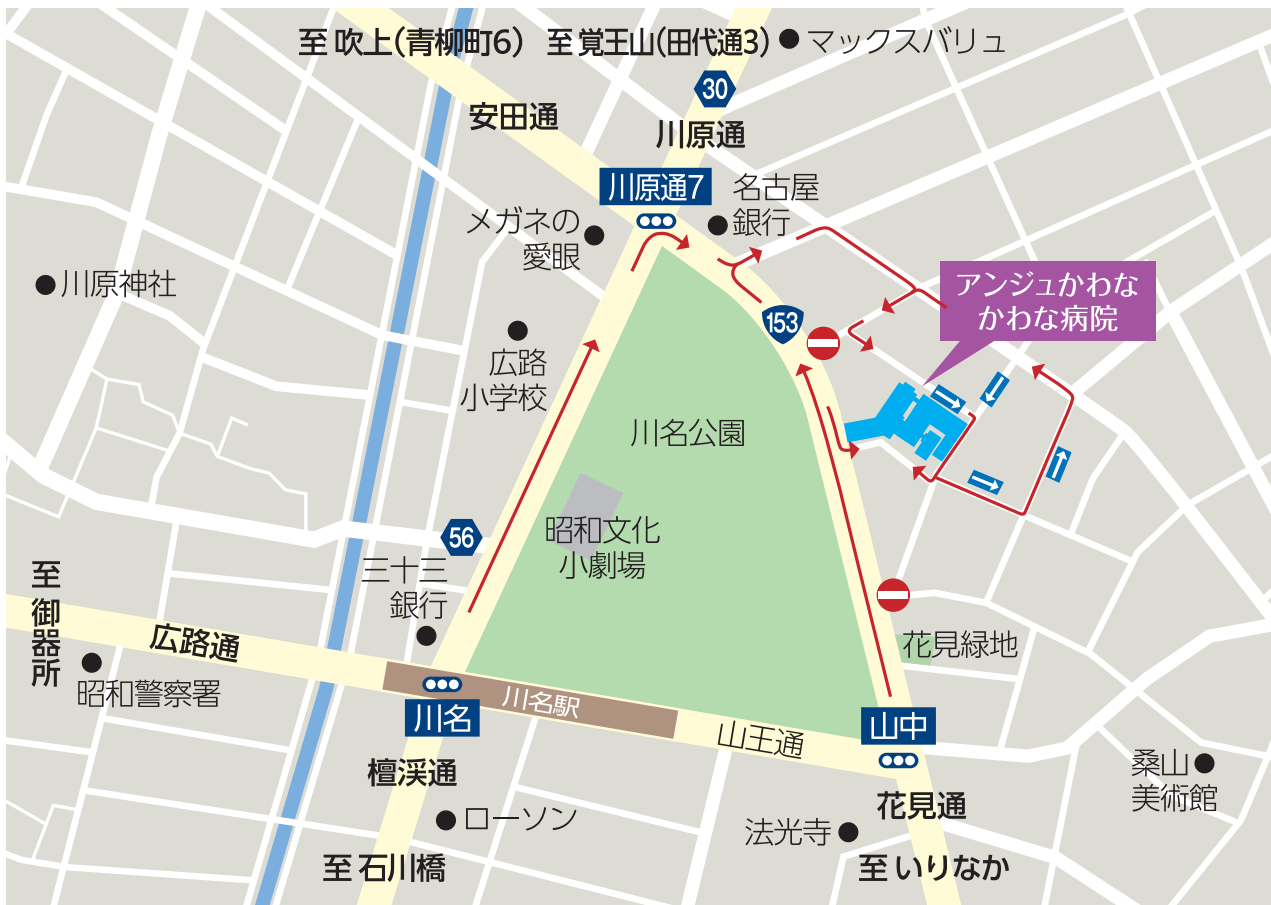 至 吹上(青柳町6)
至 覚王山(田代通3)
マックスバリュ
30
安田通
川原通
川原通7
名古屋
銀行
メガネの
愛眼
川原神社
アンジュかわな
かわな病院
153
広路
小学校
川名公園
昭和文化
小劇場
56
三十三
銀行
至 御器所
広路通
昭和警察署
花見緑地
川名駅
川名
山王通
山中
檀渓通
桑山
美術館
花見通
ローソン
法光寺
至 石川橋
至 いりなか